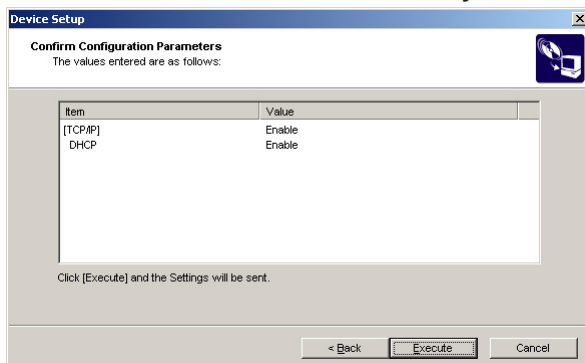 Device Setup
Confirm Configuration Parameters
The values entered are as follows:
Item Value
[TCP/IP] Enable
DHCP Enable
Click [Execute] and the Settings will be sent.
< Back Execute Cancel